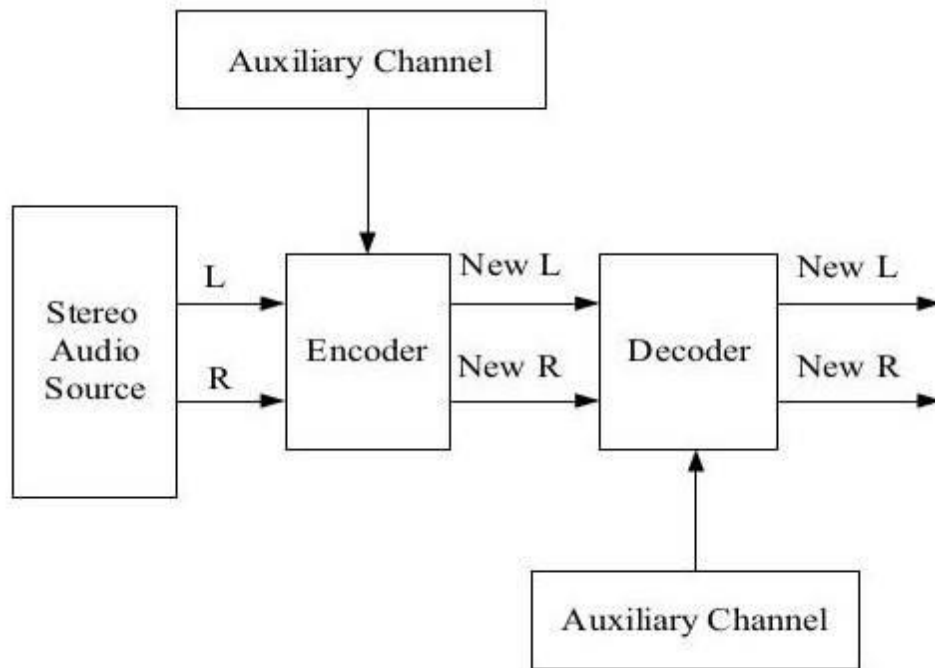 Auxiliary Channel
L
New L
New L
Stereo
Audio
Source
Encoder
Decoder
R
New R
New R
Auxiliary Channel